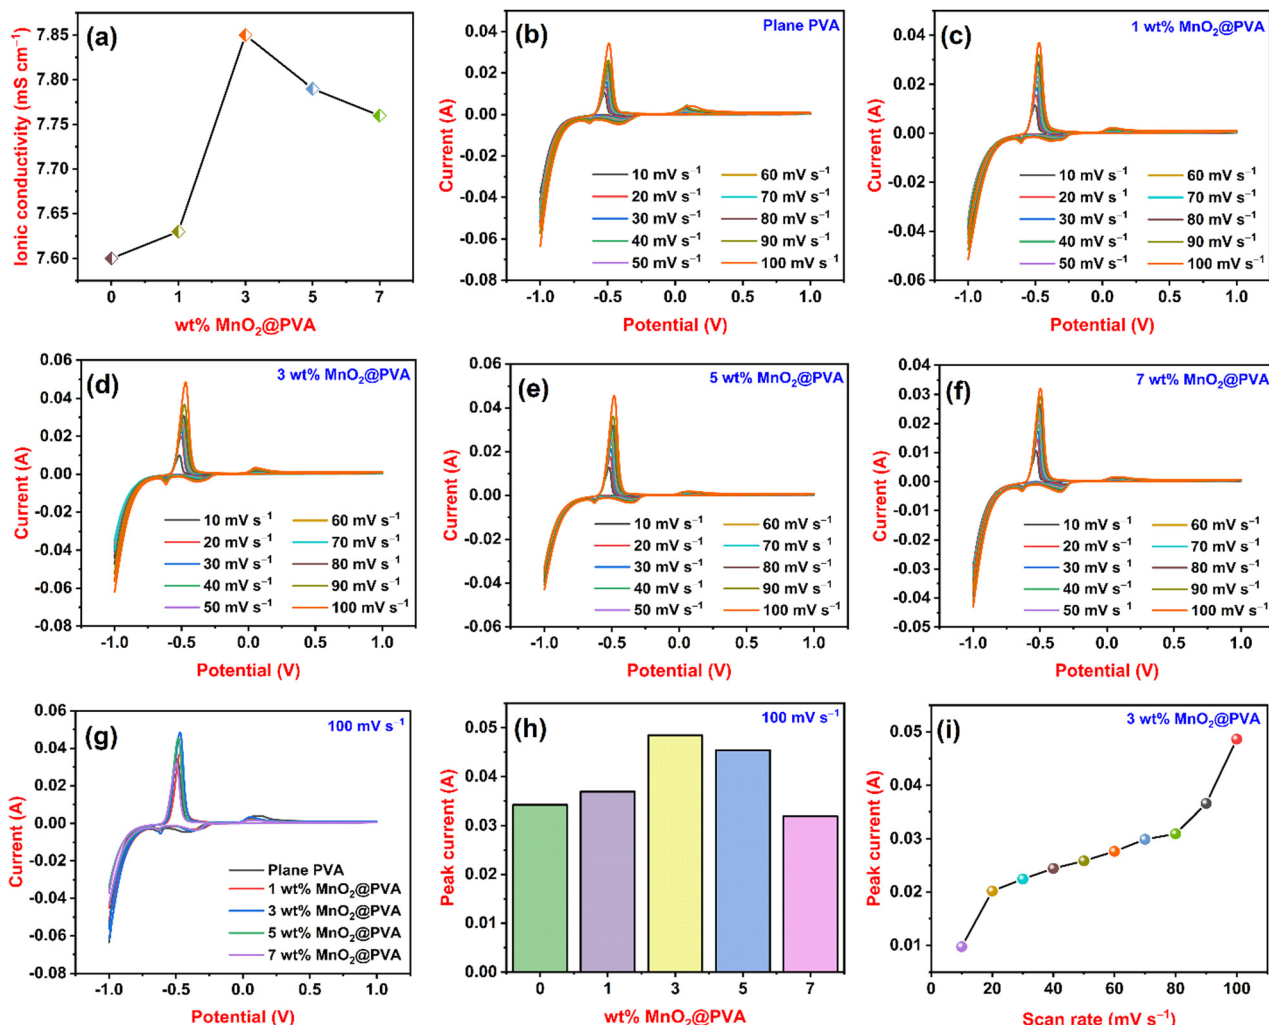 (a)
7.85
7.80
7.75
7.70
7.65
7.60
Ionic conductivity (mS cm⁻¹)
0 1 3 5 7
wt% MnO₂@PVA
(b)
Plane PVA
0.04
0.02
0.00
-0.02
-0.04
-0.06
-0.08
Current (A)
10 mV s⁻¹ 60 mV s⁻¹
20 mV s⁻¹ 70 mV s⁻¹
30 mV s⁻¹ 80 mV s⁻¹
40 mV s⁻¹ 90 mV s⁻¹
50 mV s⁻¹ 100 mV s⁻¹
-1.0 -0.5 0.0 0.5 1.0
Potential (V)
(c)
1 wt% MnO₂@PVA
0.04
0.02
0.00
-0.02
-0.04
-0.06
Current (A)
10 mV s⁻¹ 60 mV s⁻¹
20 mV s⁻¹ 70 mV s⁻¹
30 mV s⁻¹ 80 mV s⁻¹
40 mV s⁻¹ 90 mV s⁻¹
50 mV s⁻¹ 100 mV s⁻¹
-1.0 -0.5 0.0 0.5 1.0
Potential (V)
(d)
3 wt% MnO₂@PVA
0.06
0.04
0.02
0.00
-0.02
-0.04
-0.06
-0.08
Current (A)
10 mV s⁻¹ 60 mV s⁻¹
20 mV s⁻¹ 70 mV s⁻¹
30 mV s⁻¹ 80 mV s⁻¹
40 mV s⁻¹ 90 mV s⁻¹
50 mV s⁻¹ 100 mV s⁻¹
-1.0 -0.5 0.0 0.5 1.0
Potential (V)
(e)
5 wt% MnO₂@PVA
0.06
0.04
0.02
0.00
-0.02
-0.04
-0.06
Current (A)
10 mV s⁻¹ 60 mV s⁻¹
20 mV s⁻¹ 70 mV s⁻¹
30 mV s⁻¹ 80 mV s⁻¹
40 mV s⁻¹ 90 mV s⁻¹
50 mV s⁻¹ 100 mV s⁻¹
-1.0 -0.5 0.0 0.5 1.0
Potential (V)
(f)
7 wt% MnO₂@PVA
0.04
0.03
0.02
0.01
0.00
-0.01
-0.02
-0.03
-0.04
-0.05
Current (A)
10 mV s⁻¹ 60 mV s⁻¹
20 mV s⁻¹ 70 mV s⁻¹
30 mV s⁻¹ 80 mV s⁻¹
40 mV s⁻¹ 90 mV s⁻¹
50 mV s⁻¹ 100 mV s⁻¹
-1.0 -0.5 0.0 0.5 1.0
Potential (V)
(g)
100 mV s⁻¹
0.06
0.04
0.02
0.00
-0.02
-0.04
-0.06
-0.08
Current (A)
Plane PVA
1 wt% MnO₂@PVA
3 wt% MnO₂@PVA
5 wt% MnO₂@PVA
7 wt% MnO₂@PVA
-1.0 -0.5 0.0 0.5 1.0
Potential (V)
(h)
100 mV s⁻¹
0.05
0.04
0.03
0.02
0.01
0.00
Peak current (A)
0 1 3 5 7
wt% MnO₂@PVA
(i)
3 wt% MnO₂@PVA
0.05
0.04
0.03
0.02
0.01
Peak current (A)
0 20 40 60 80 100
Scan rate (mV s⁻¹)